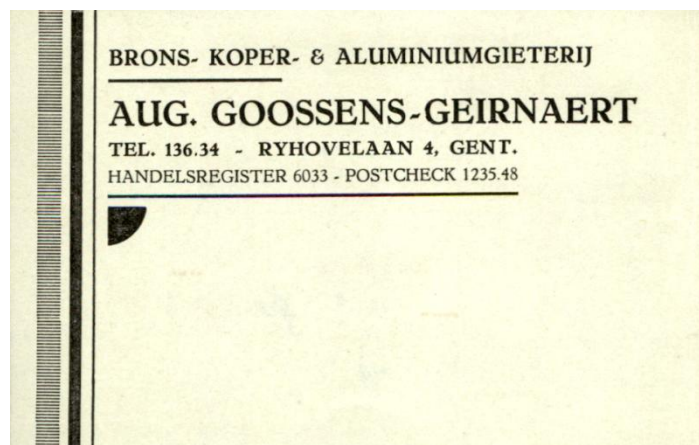 BRONS- KOPER- & ALUMINIUMGIETERIJ
AUG. GOOSSENS-GEIRNAERT
TEL. 136.34 - RYHOVELAAN 4, GENT.
HANDELSREGISTER 6033 - POSTCHECK 1235.48